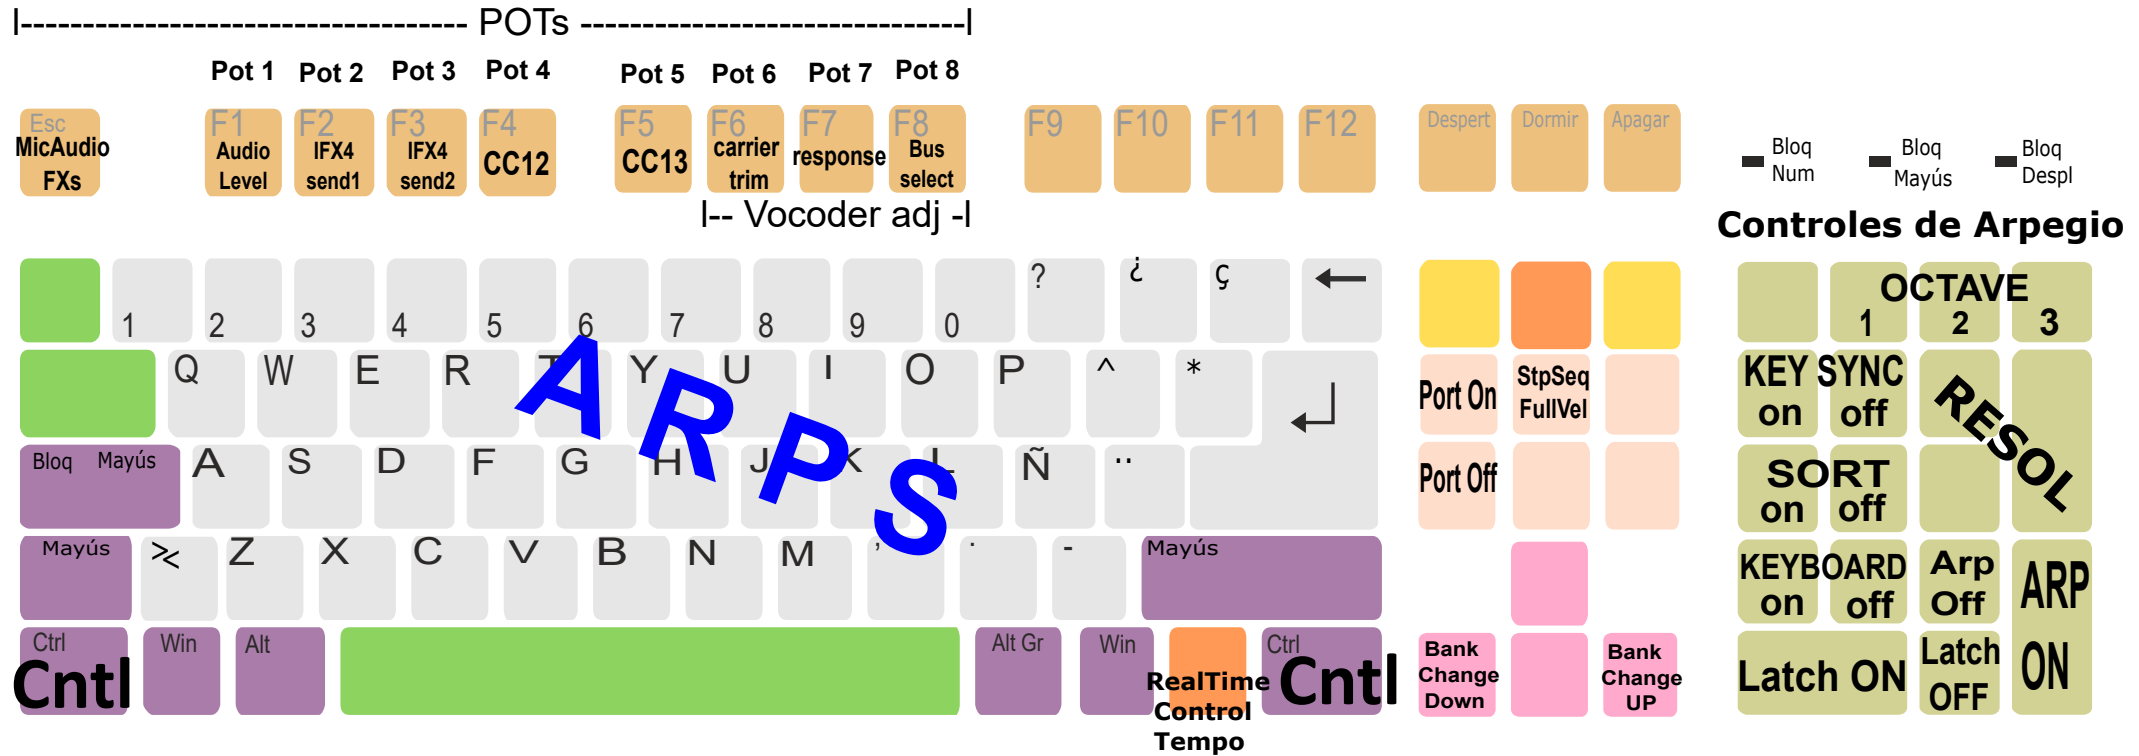 |---------------------------------- POTs -----------------------------|
Pot 1 Pot 2 Pot 3 Pot 4 Pot 5 Pot 6 Pot 7 Pot 8
Esc F1 F2 F3 F4 F5 F6 F7 F8 F9 F10 F11 F12 Despert Dormir Apagar
MicAudio FXs
Audio Level
IFX4 send1
IFX4 send2
CC12
CC13
carrier trim
response
Bus select
Bloq Num
Bloq Mayús
Bloq Despl
|-- Vocoder adj -|
Controles de Arpegio
1 2 3 4 5 6 7 8 9 0 ? ¿ ç ←
OCTAVE
1 2 3
Q W E R T Y U I O P ^ * ↵
Port On
StpSeq FullVel
KEY SYNC
on off
RESOL
ARPS
Bloq Mayús A S D F G H J K L Ñ ¨
Port Off
SORT
on off
Mayús >< Z X C V B N M , . - Mayús
KEYBOARD
on off
Arp Off
ARP ON
Ctrl Win Alt Alt Gr Win Ctrl
Cntl
RealTime
Control
Tempo
Cntl
Bank Change Down
Bank Change UP
Latch ON
Latch OFF